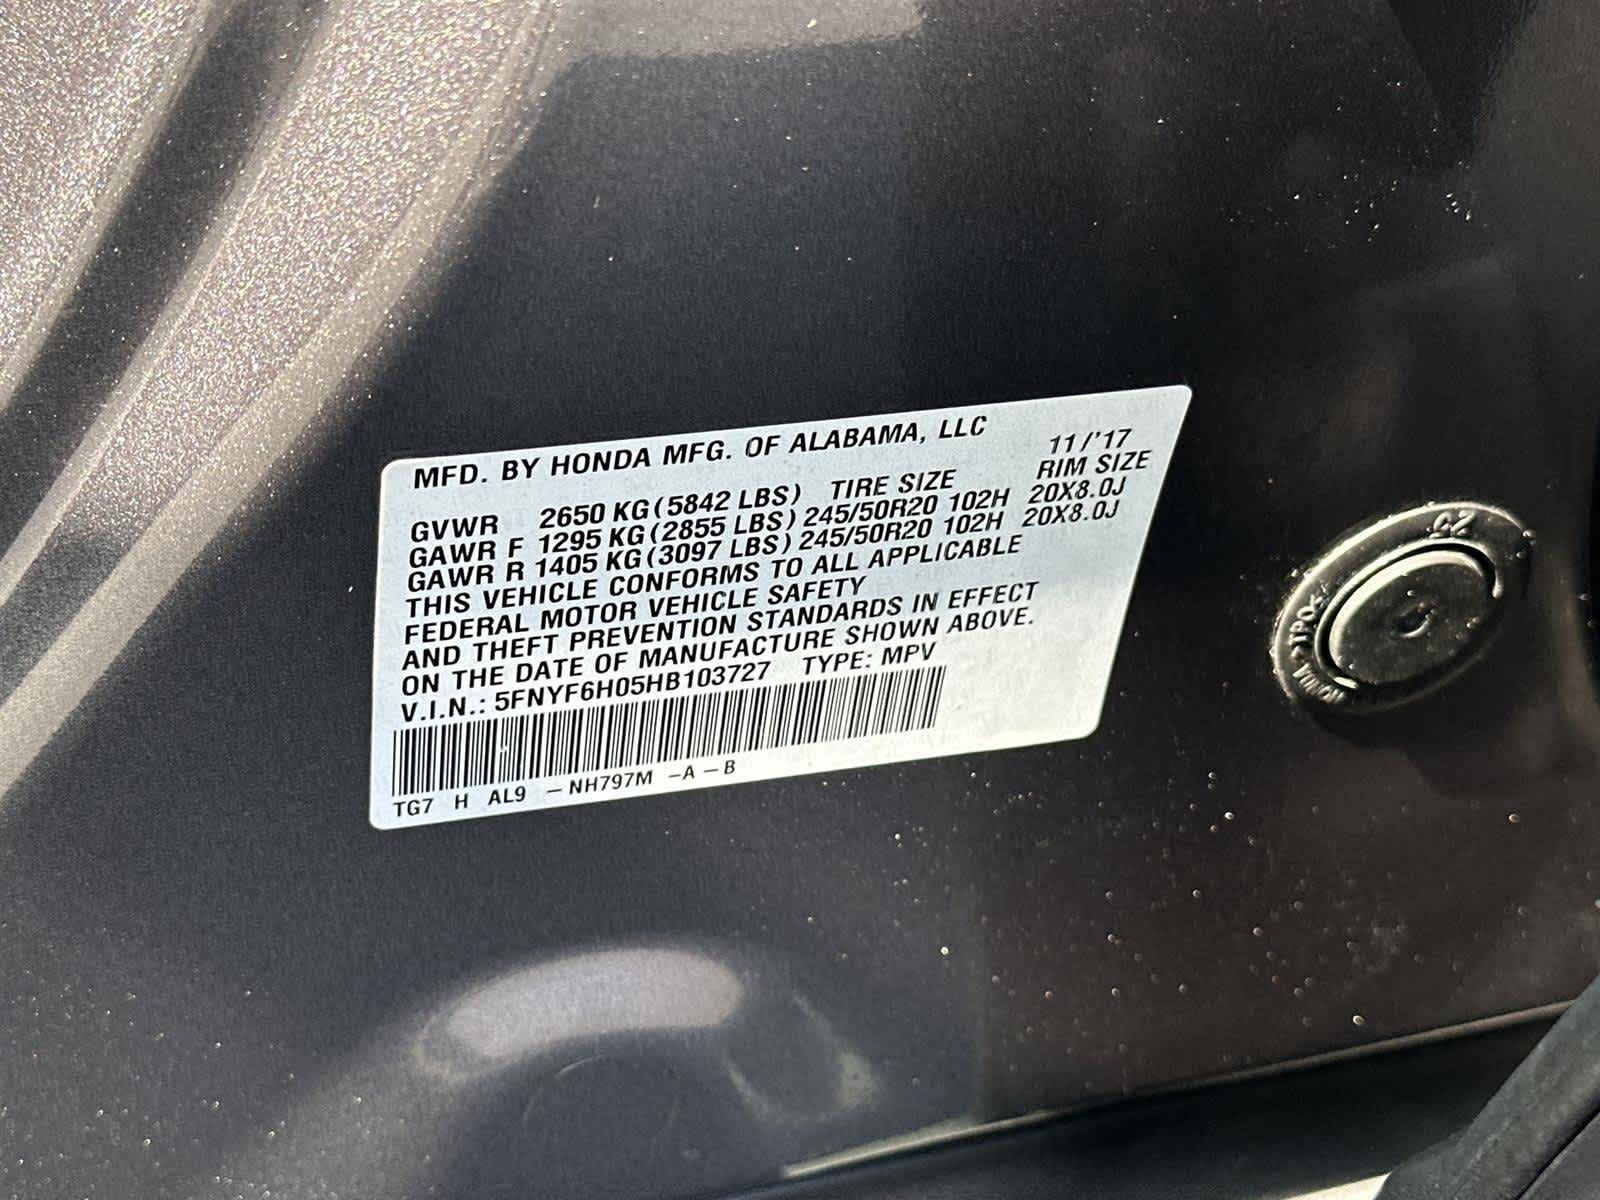 MFD. BY HONDA MFG. OF ALABAMA, LLC 11/'17
GVWR 2650 KG (5842 LBS) TIRE SIZE RIM SIZE
GAWR F 1295 KG (2855 LBS) 245/50R20 102H 20X8.0J
GAWR R 1405 KG (3097 LBS) 245/50R20 102H 20X8.0J
THIS VEHICLE CONFORMS TO ALL APPLICABLE
FEDERAL MOTOR VEHICLE SAFETY
AND THEFT PREVENTION STANDARDS IN EFFECT
ON THE DATE OF MANUFACTURE SHOWN ABOVE.
V.I.N.: 5FNYF6H05HB103727 TYPE: MPV
TG7 H AL9 -NH797M -A-B
25
HONDA >TPO<